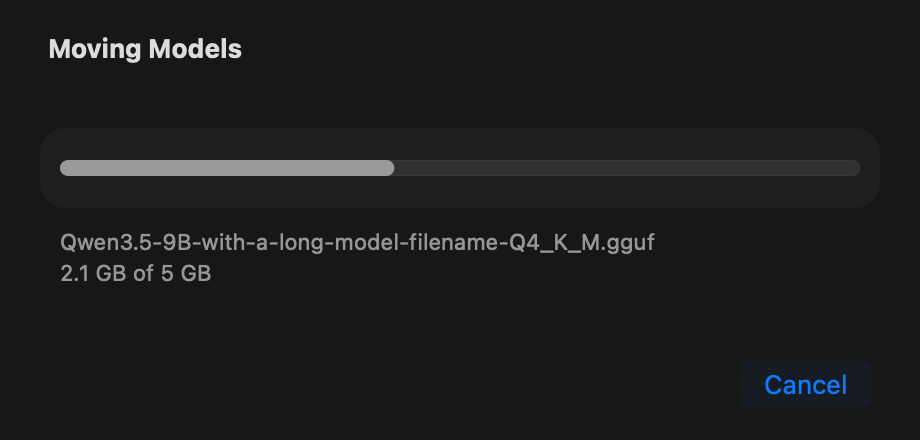 Moving Models
Qwen3.5-9B-with-a-long-model-filename-Q4_K_M.gguf
2.1 GB of 5 GB
Cancel